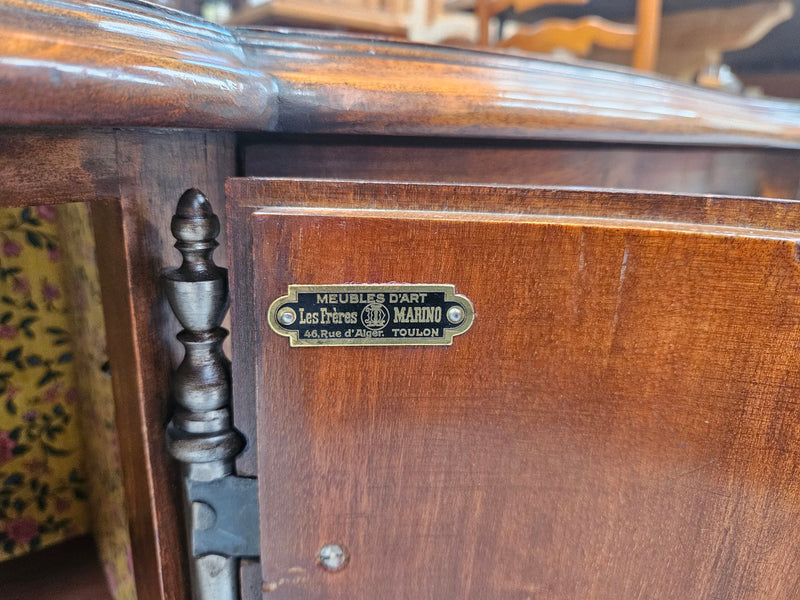 MEUBLES D'ART
Les Frères MARINO
46, Rue d'Alger. TOULON